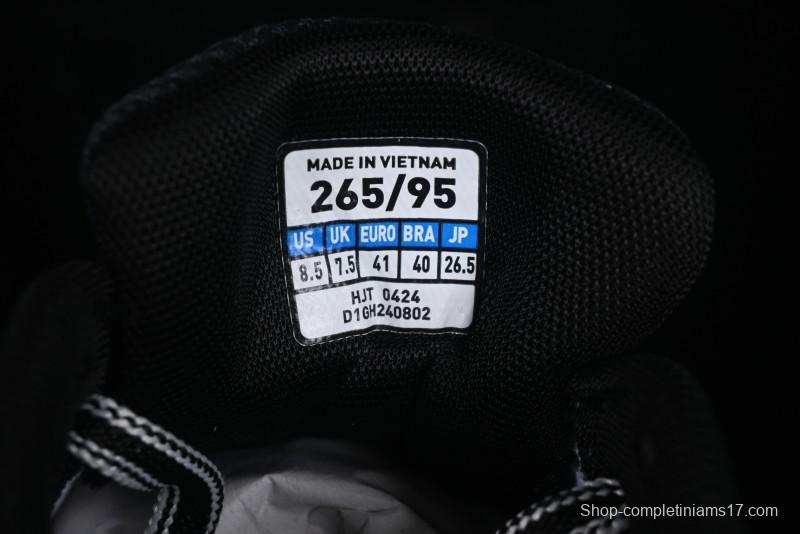 MADE IN VIETNAM
265/95
US UK EURO BRA JP
8.5 7.5 41 40 26.5
HJT 0424
D1GH240802
Shop-completiniams17.com